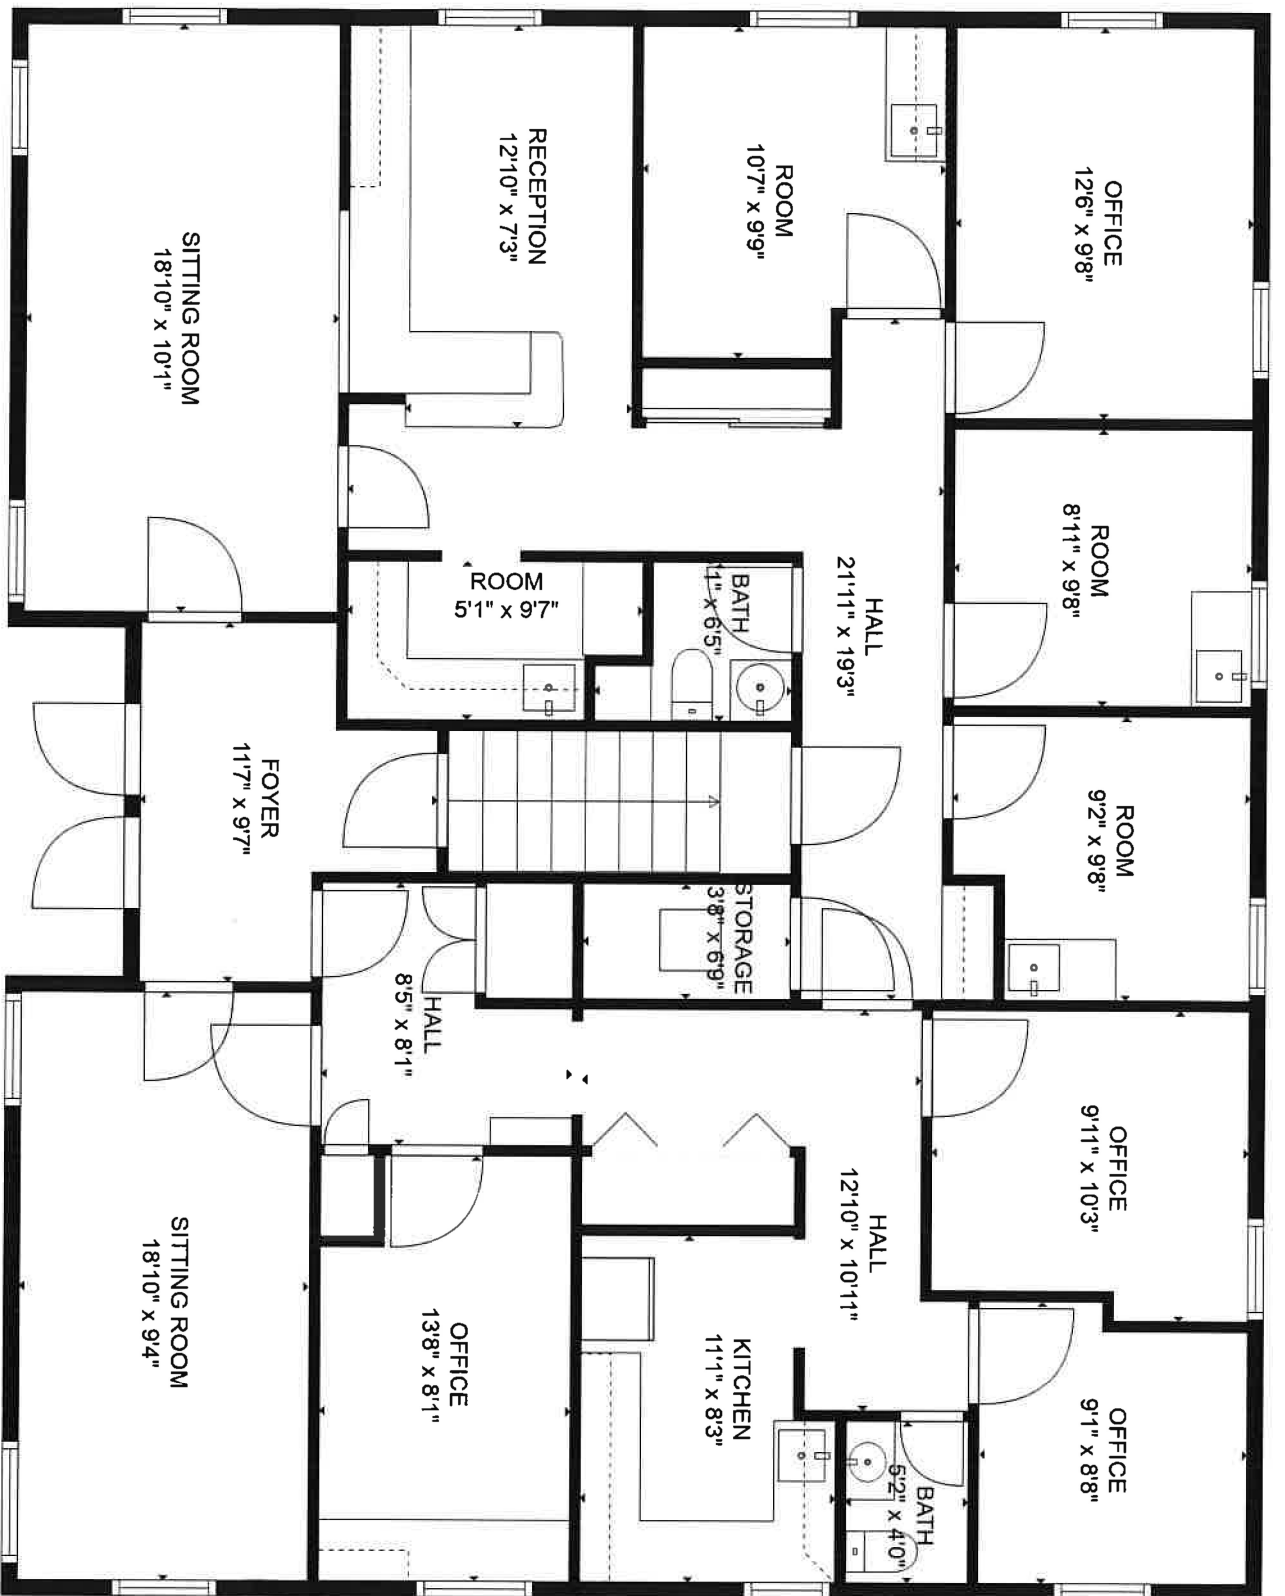 SITTING ROOM
18'10" x 10'1"
RECEPTION
12'10" x 7'3"
ROOM
10'7" x 9'9"
OFFICE
12'6" x 9'8"
ROOM
8'11" x 9'8"
ROOM
5'1" x 9'7"
BATH
1" x 6'5"
HALL
21'11" x 19'3"
ROOM
9'2" x 9'8"
FOYER
11'7" x 9'7"
STORAGE
3'8" x 6'9"
HALL
8'5" x 8'1"
OFFICE
9'11" x 10'3"
HALL
12'10" x 10'11"
SITTING ROOM
18'10" x 9'4"
OFFICE
13'8" x 8'1"
KITCHEN
11'1" x 8'3"
BATH
5'2" x 4'0"
OFFICE
9'1" x 8'8"